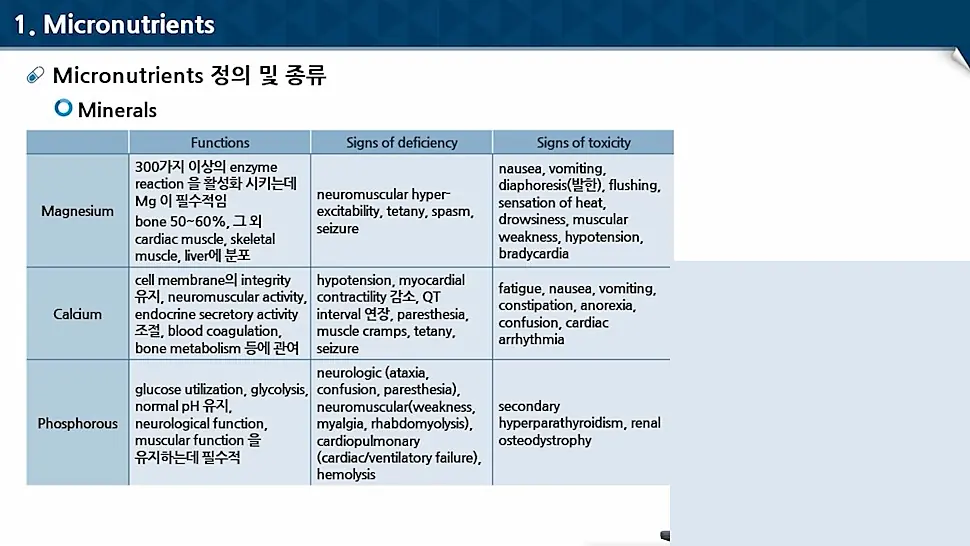 1. Micronutrients
Micronutrients 정의 및 종류
Minerals
Functions
Signs of deficiency
Signs of toxicity
Magnesium
300가지 이상의 enzyme
reaction 을 활성화 시키는데
Mg 이 필수적임
bone 50~60%, 그 외
cardiac muscle, skeletal
muscle, liver에 분포
neuromuscular hyper-
excitability, tetany, spasm,
seizure
nausea, vomiting,
diaphoresis(발한), flushing,
sensation of heat,
drowsiness, muscular
weakness, hypotension,
bradycardia
Calcium
cell membrane의 integrity
유지, neuromuscular activity,
endocrine secretory activity
조절, blood coagulation,
bone metabolism 등에 관여
hypotension, myocardial
contractility 감소, QT
interval 연장, paresthesia,
muscle cramps, tetany,
seizure
fatigue, nausea, vomiting,
constipation, anorexia,
confusion, cardiac
arrhythmia
Phosphorous
glucose utilization, glycolysis,
normal pH 유지,
neurological function,
muscular function 을
유지하는데 필수적
neurologic (ataxia,
confusion, paresthesia),
neuromuscular(weakness,
myalgia, rhabdomyolysis),
cardiopulmonary
(cardiac/ventilatory failure),
hemolysis
secondary
hyperparathyroidism, renal
osteodystrophy